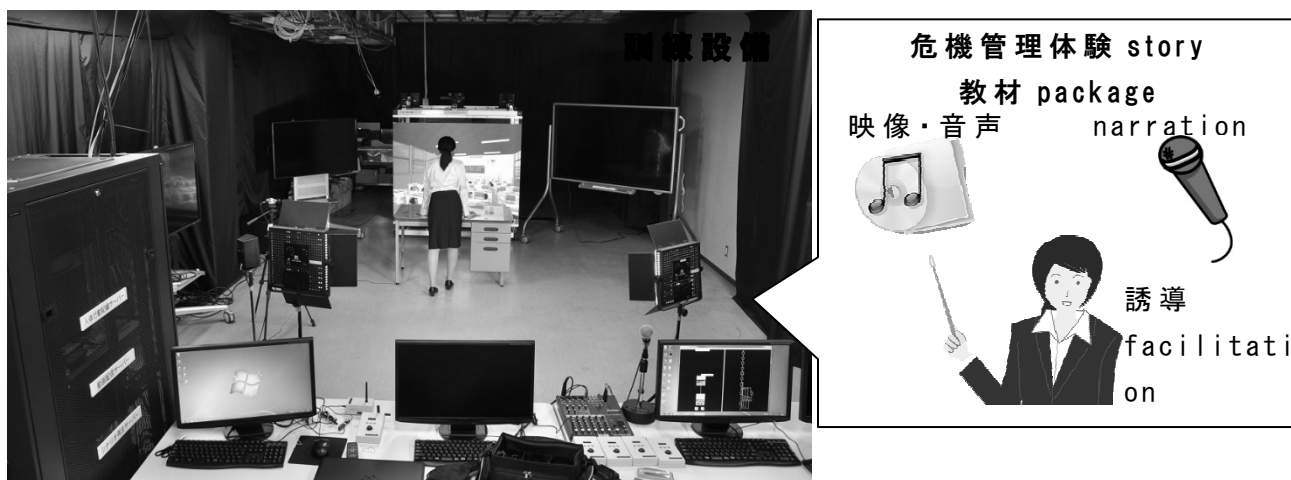 訓練設備
危機管理体験 story
教材 package
映像・音声 narration
誘導
facilitati
on